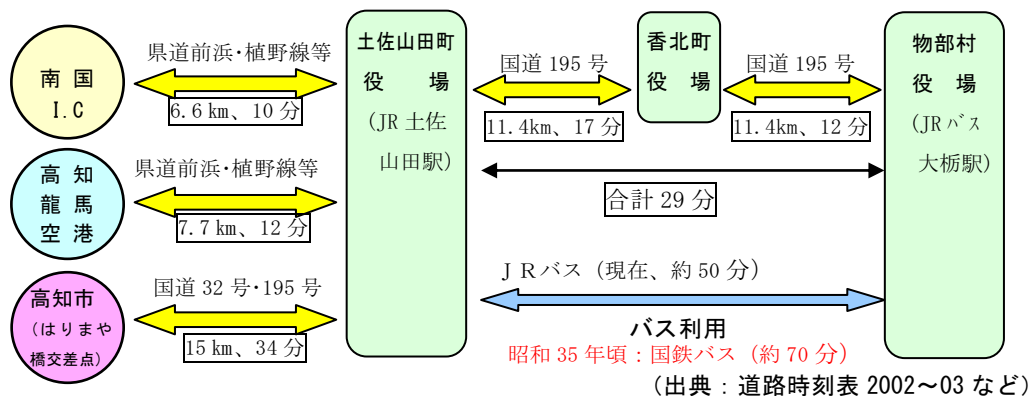 南国
I.C
県道前浜・植野線等
6.6 km、10 分
高知
龍馬
空港
県道前浜・植野線等
7.7 km、12 分
高知市
(はりまや
橋交差点)
国道 32 号・195 号
15 km、34 分
土佐山田町
役場
(JR 土佐
山田駅)
国道 195 号
11.4km、17 分
香北町
役場
国道 195 号
11.4km、12 分
物部村
役場
(JRバス
大栃駅)
合計 29 分
JRバス(現在、約 50 分)
バス利用
昭和 35 年頃:国鉄バス(約 70 分)
(出典:道路時刻表 2002~03 など)